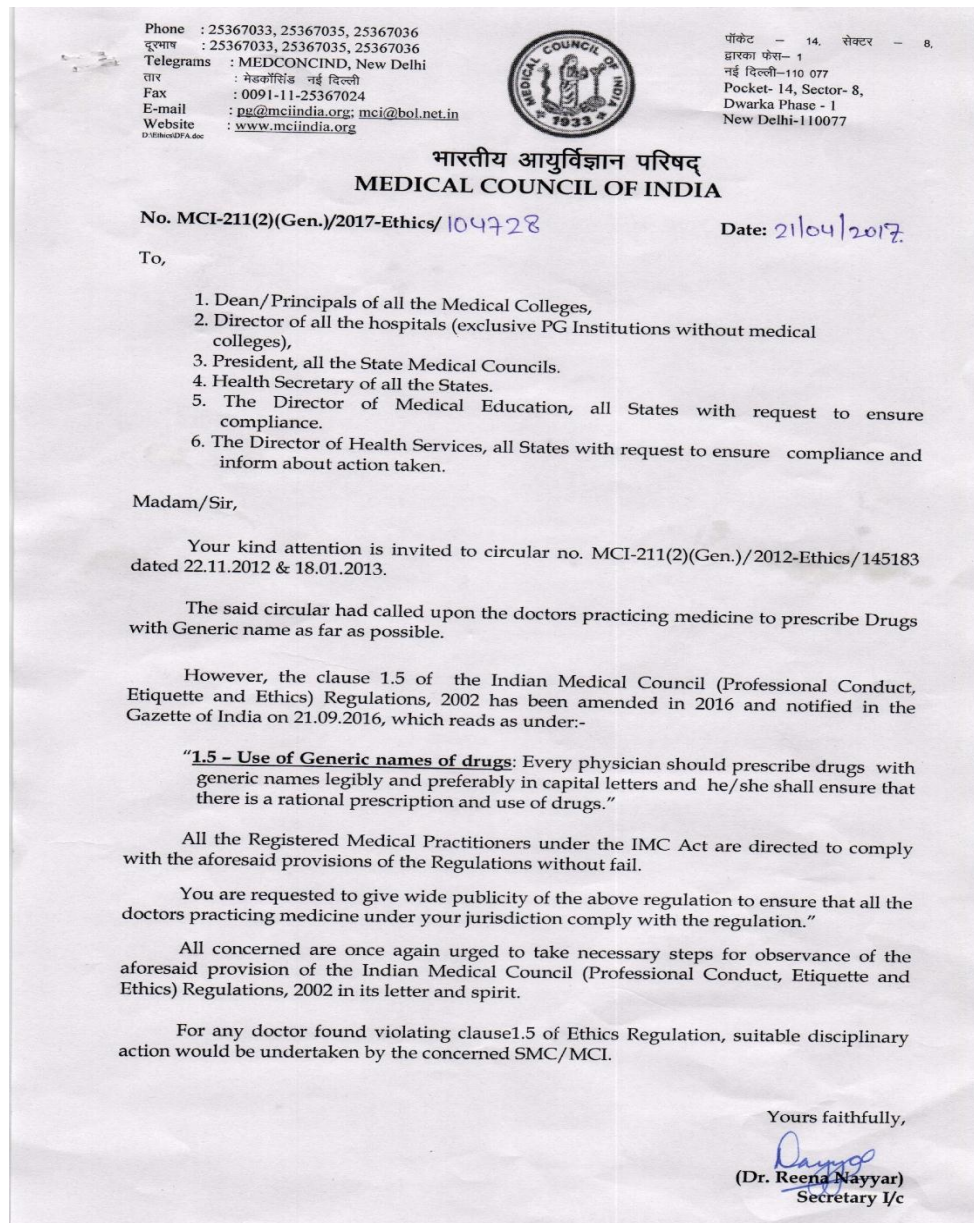 Phone : 25367033, 25367035, 25367036
दूरभाष : 25367033, 25367035, 25367036
Telegrams : MEDCONCIND, New Delhi
तार : मेडकॉसिंड नई दिल्ली
Fax : 0091-11-25367024
E-mail : pg@mciindia.org; mci@bol.net.in
Website : www.mciindia.org
D:\Ethics\DFA.doc
MEDICAL COUNCIL OF INDIA
1933
पॉकेट – 14, सेक्टर – 8,
द्वारका फेस– 1
नई दिल्ली–110 077
Pocket- 14, Sector- 8,
Dwarka Phase - 1
New Delhi-110077
भारतीय आयुर्विज्ञान परिषद्
MEDICAL COUNCIL OF INDIA
No. MCI-211(2)(Gen.)/2017-Ethics/ 104728
Date: 21/04/2017.
To,
1. Dean/Principals of all the Medical Colleges,
2. Director of all the hospitals (exclusive PG Institutions without medical
colleges),
3. President, all the State Medical Councils.
4. Health Secretary of all the States.
5. The Director of Medical Education, all States with request to ensure
compliance.
6. The Director of Health Services, all States with request to ensure compliance and
inform about action taken.
Madam/Sir,
Your kind attention is invited to circular no. MCI-211(2)(Gen.)/2012-Ethics/145183
dated 22.11.2012 & 18.01.2013.
The said circular had called upon the doctors practicing medicine to prescribe Drugs
with Generic name as far as possible.
However, the clause 1.5 of the Indian Medical Council (Professional Conduct,
Etiquette and Ethics) Regulations, 2002 has been amended in 2016 and notified in the
Gazette of India on 21.09.2016, which reads as under:-
“1.5 – Use of Generic names of drugs: Every physician should prescribe drugs with
generic names legibly and preferably in capital letters and he/she shall ensure that
there is a rational prescription and use of drugs.”
All the Registered Medical Practitioners under the IMC Act are directed to comply
with the aforesaid provisions of the Regulations without fail.
You are requested to give wide publicity of the above regulation to ensure that all the
doctors practicing medicine under your jurisdiction comply with the regulation.”
All concerned are once again urged to take necessary steps for observance of the
aforesaid provision of the Indian Medical Council (Professional Conduct, Etiquette and
Ethics) Regulations, 2002 in its letter and spirit.
For any doctor found violating clause1.5 of Ethics Regulation, suitable disciplinary
action would be undertaken by the concerned SMC/MCI.
Yours faithfully,
(Dr. Reena Nayyar)
Secretary I/c